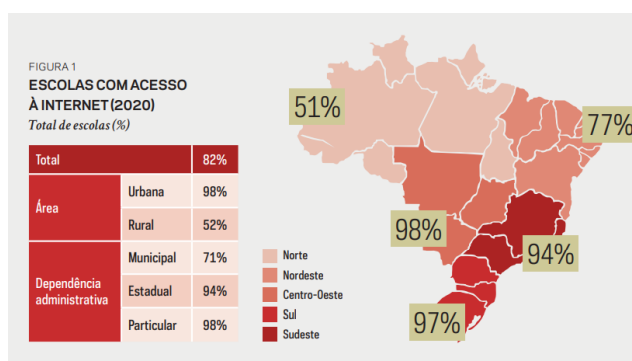 FIGURA 1
ESCOLAS COM ACESSO
À INTERNET (2020)
Total de escolas (%)
Total 82%
Área
Urbana 98%
Rural 52%
Dependência
administrativa
Municipal 71%
Estadual 94%
Particular 98%
51%
77%
98%
94%
97%
Norte
Nordeste
Centro-Oeste
Sul
Sudeste